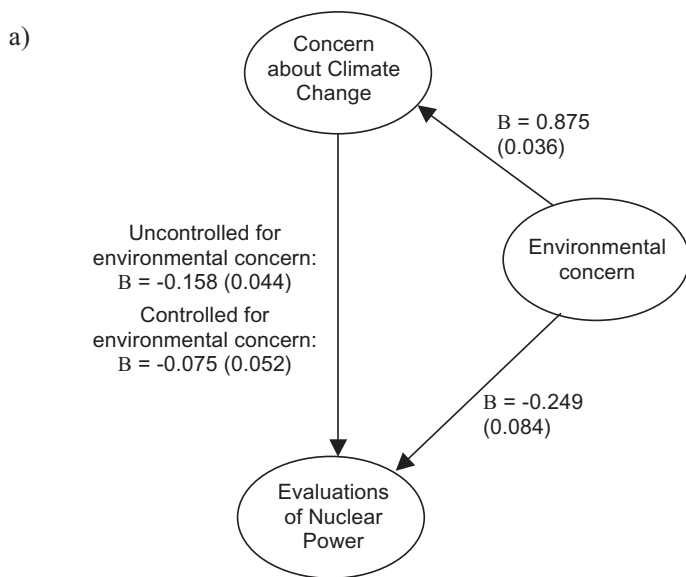 a)
Concern
about Climate
Change
B = 0.875
(0.036)
Uncontrolled for
environmental concern:
B = -0.158 (0.044)
Controlled for
environmental concern:
B = -0.075 (0.052)
Environmental
concern
B = -0.249
(0.084)
Evaluations
of Nuclear
Power